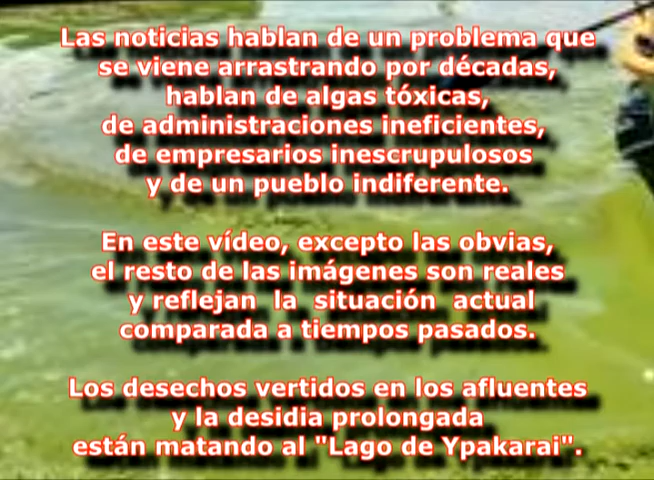 Las noticias hablan de un problema que
se viene arrastrando por décadas,
hablan de algas tóxicas,
de administraciones ineficientes,
de empresarios inescrupulosos
y de un pueblo indiferente.
En este vídeo, excepto las obvias,
el resto de las imágenes son reales
y reflejan la situación actual
comparada a tiempos pasados.
Los desechos vertidos en los afluentes
y la desidia prolongada
están matando al "Lago de Ypakarai".